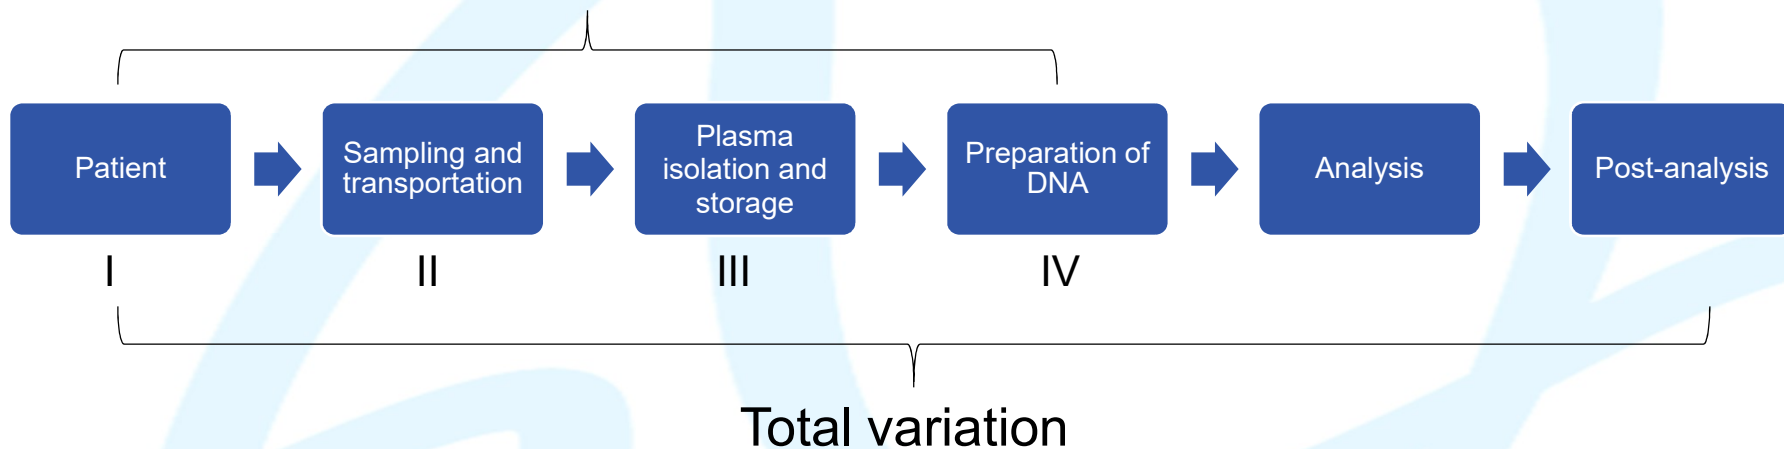 Patient
Sampling and
transportation
Plasma
isolation and
storage
Preparation of
DNA
Analysis
Post-analysis
I
II
III
IV
Total variation